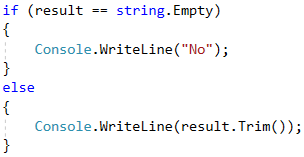 if (result == string.Empty)
{
    Console.WriteLine("No");
}
else
{
    Console.WriteLine(result.Trim());
}